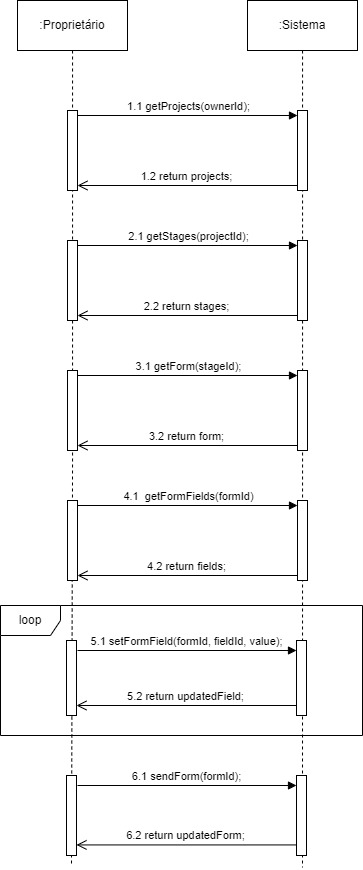 :Proprietário
:Sistema
1.1 getProjects(ownerId);
1.2 return projects;
2.1 getStages(projectId);
2.2 return stages;
3.1 getForm(stageId);
3.2 return form;
4.1 getFormFields(formId)
4.2 return fields;
loop
5.1 setFormField(formId, fieldId, value);
5.2 return updatedField;
6.1 sendForm(formId);
6.2 return updatedForm;